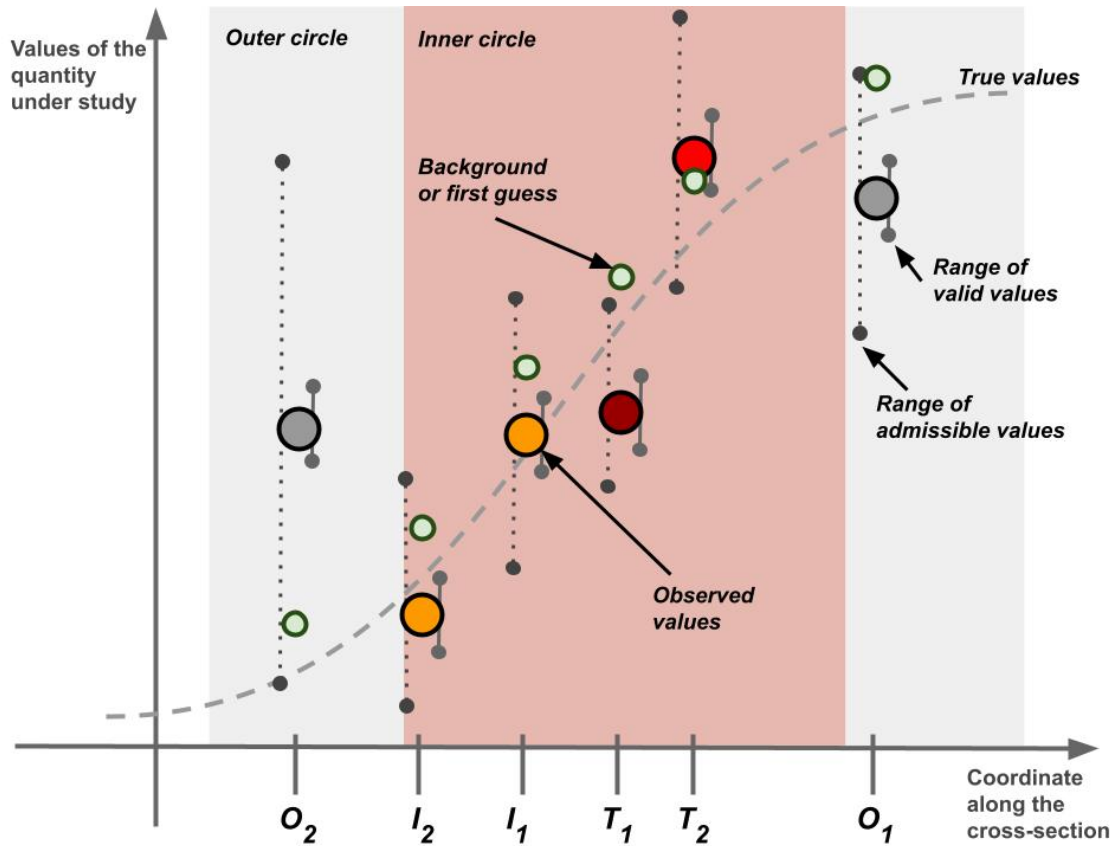 Values of the
quantity
under study
Outer circle
Inner circle
True values
Background
or first guess
Range of
valid values
Range of
admissible values
Observed
values
O2
I2
I1
T1
T2
O1
Coordinate
along the
cross-section